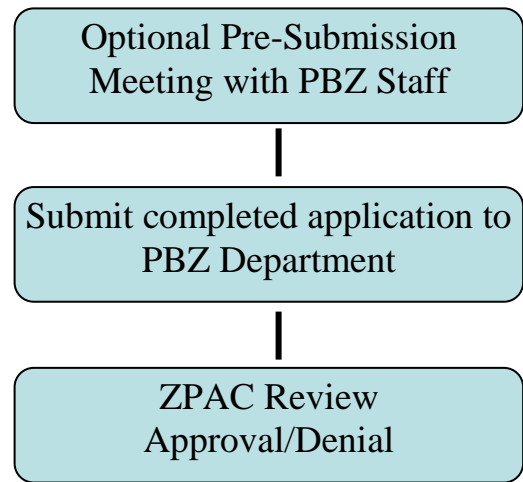 Optional Pre-Submission
Meeting with PBZ Staff
Submit completed application to
PBZ Department
ZPAC Review
Approval/Denial